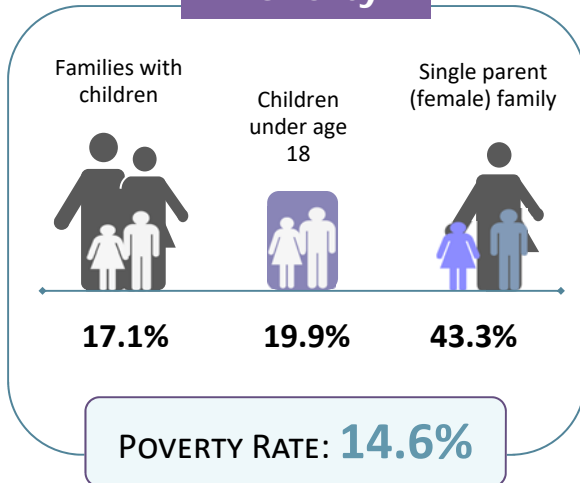 Families with
children
Children
under age
18
Single parent
(female) family
17.1%
19.9%
43.3%
POVERTY RATE: 14.6%